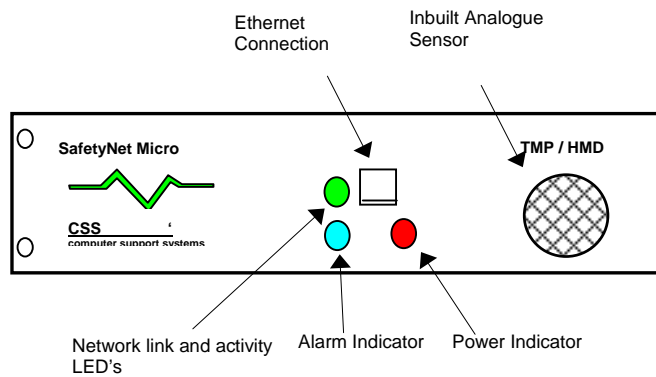 Ethernet
Connection
Inbuilt Analogue
Sensor
SafetyNet Micro
TMP / HMD
CSS ‘
computer support systems
Network link and activity
LED's
Alarm Indicator
Power Indicator